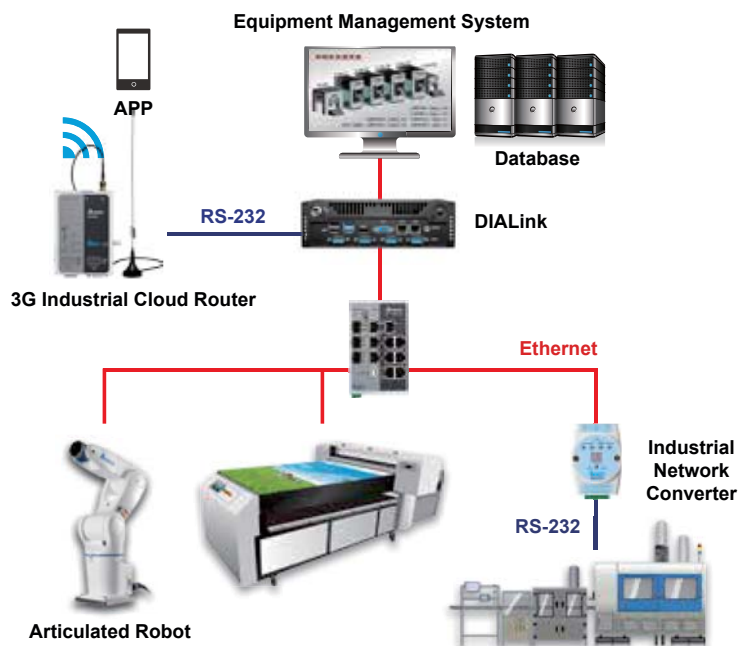 Equipment Management System
APP
Database
RS-232
DIALink
3G Industrial Cloud Router
Ethernet
Industrial
Network
Converter
RS-232
Articulated Robot